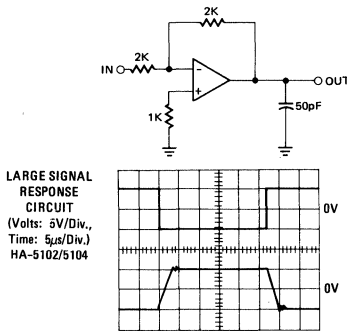 2K
2K
IN
-
+
OUT
50pF
1K
LARGE SIGNAL
RESPONSE
CIRCUIT
(Volts: 5V/Div.,
Time: 5μs/Div.)
HA-5102/5104
0V
0V